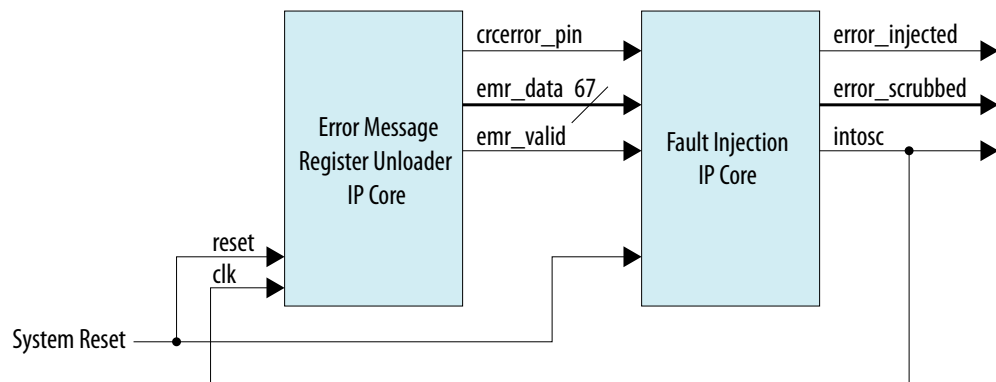 crcerror_pin
emr_data 67
emr_valid
Error Message
Register Unloader
IP Core
Fault Injection
IP Core
error_injected
error_scrubbed
intosc
reset
clk
System Reset